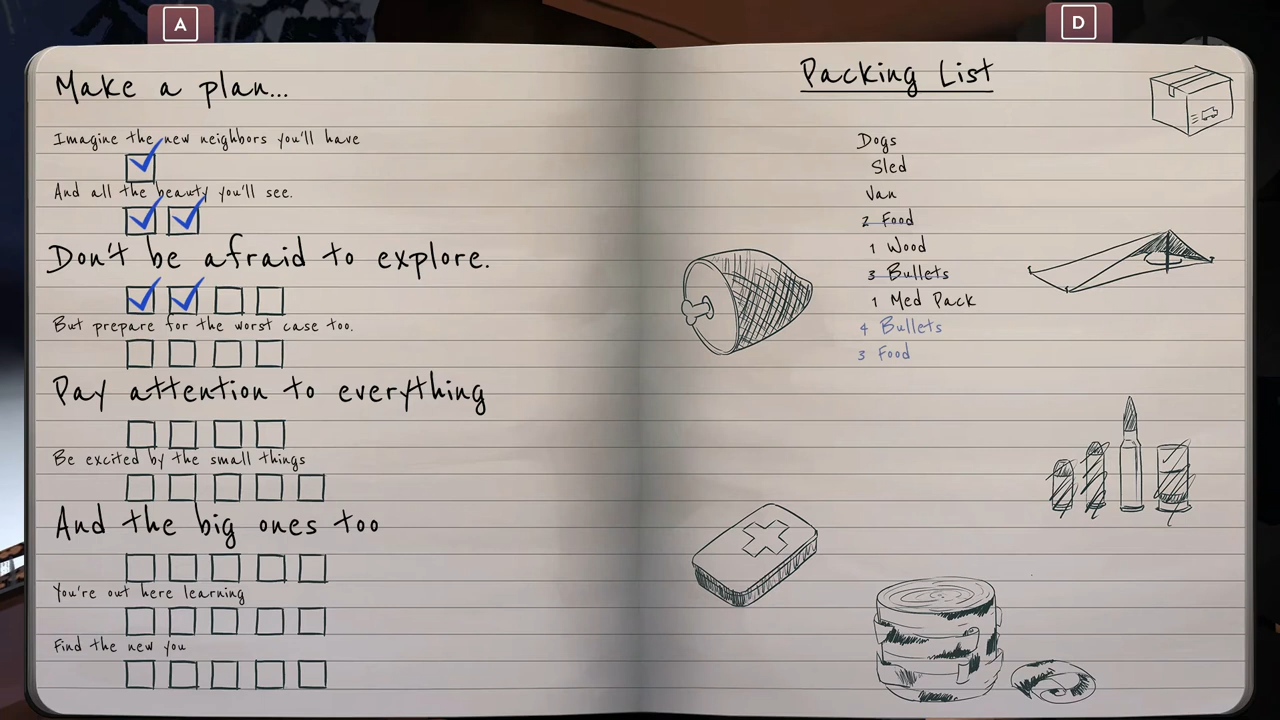 A
D
Make a plan...
Imagine the new neighbors you'll have
And all the beauty you'll see.
Don't be afraid to explore.
But prepare for the worst case too.
Pay attention to everything
Be excited by the small things
And the big ones too
You're out here learning
Find the new you
Packing List
Dogs
Sled
Van
2 Food
1 Wood
3 Bullets
1 Med Pack
4 Bullets
3 Food